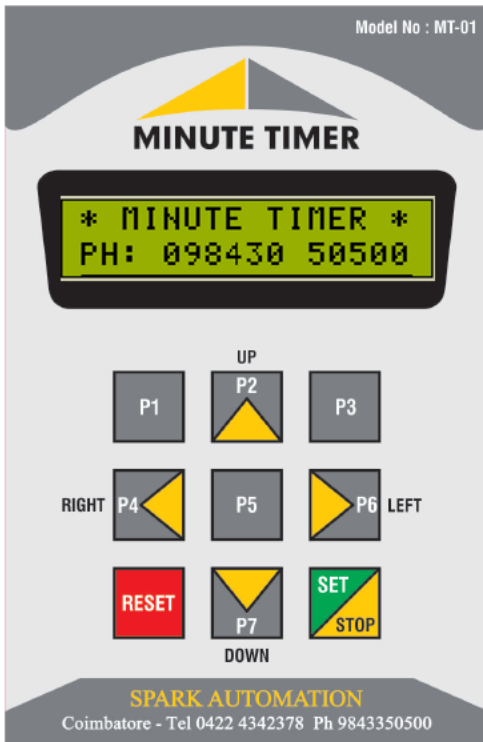 Model No : MT-01
MINUTE TIMER
* MINUTE TIMER *
PH: 098430 50500
UP
P1 P2 P3
RIGHT P4 P5 P6 LEFT
RESET P7 SET STOP
DOWN
SPARK AUTOMATION
Coimbatore - Tel 0422 4342378 Ph 9843350500